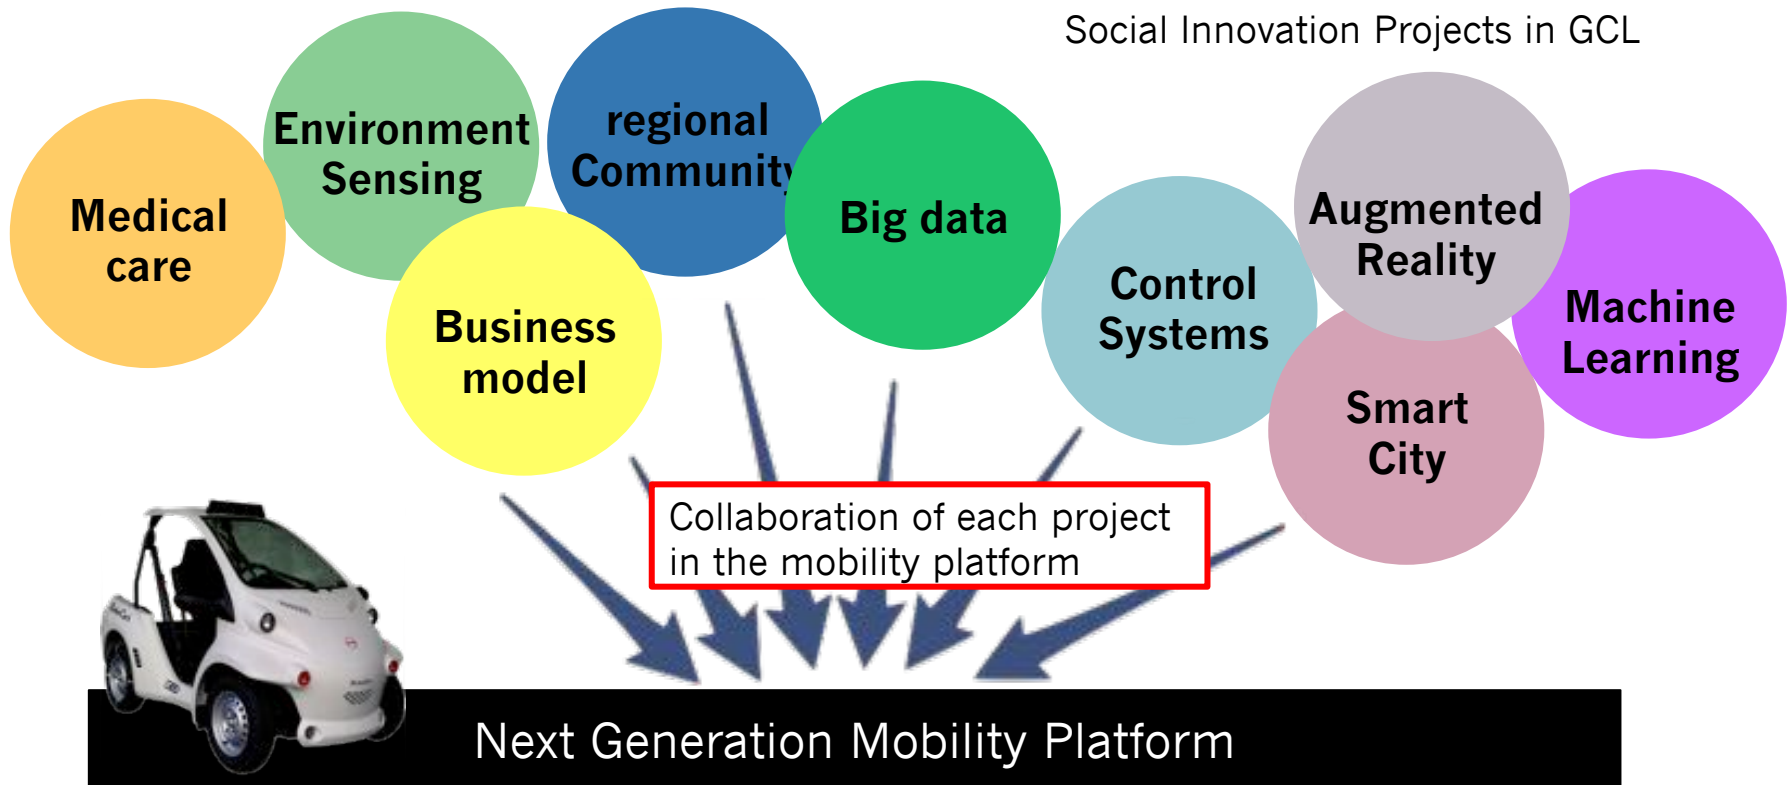 Social Innovation Projects in GCL
Medical
care
Environment
Sensing
regional
Community
Business
model
Big data
Control
Systems
Augmented
Reality
Smart
City
Machine
Learning
Collaboration of each project
in the mobility platform
Next Generation Mobility Platform